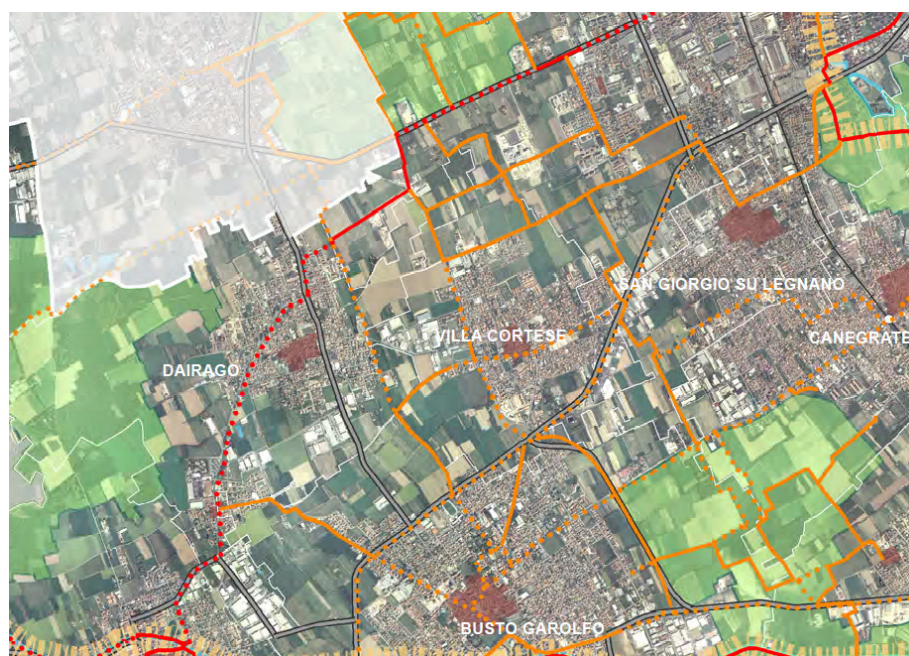 SAN GIORGIO SU LEGNANO
VILLA CORTESE
CANEGRATE
DAIRAGO
BUSTO GAROLFO